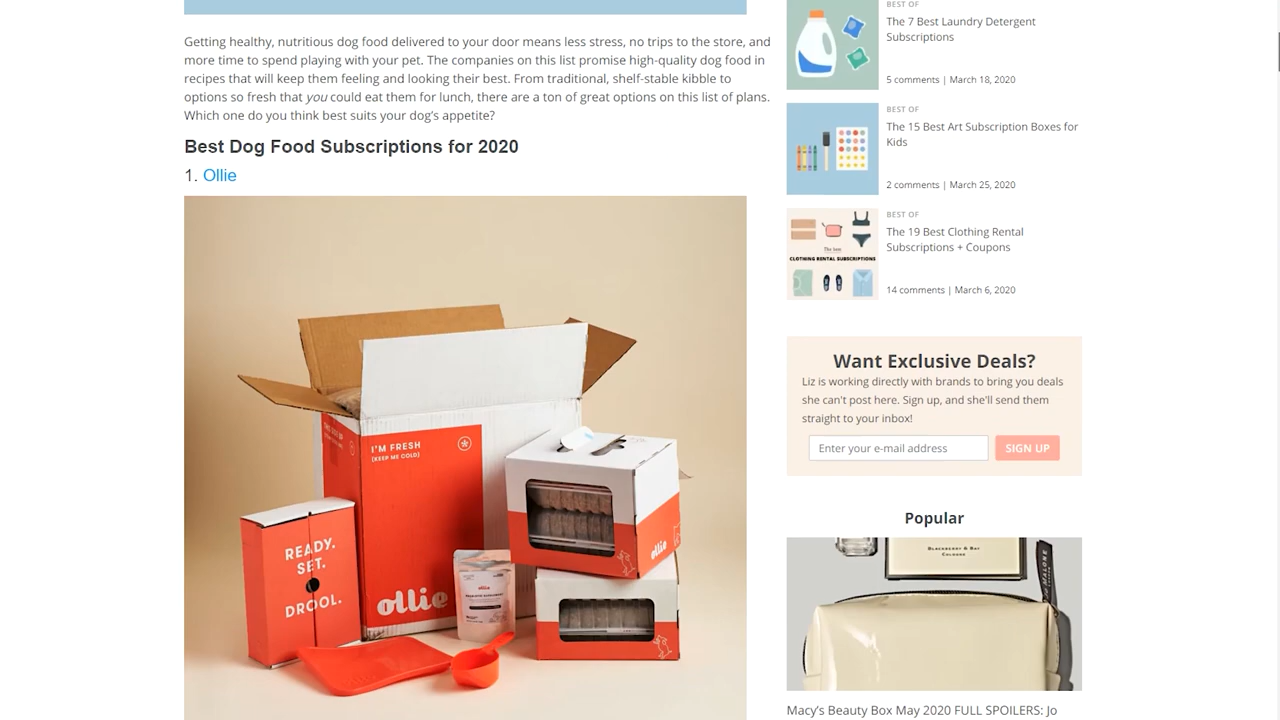 Getting healthy, nutritious dog food delivered to your door means less stress, no trips to the store, and
more time to spend playing with your pet. The companies on this list promise high-quality dog food in
recipes that will keep them feeling and looking their best. From traditional, shelf-stable kibble to
options so fresh that you could eat them for lunch, there are a ton of great options on this list of plans.
Which one do you think best suits your dog's appetite?
Best Dog Food Subscriptions for 2020
1. Ollie
I'M FRESH
(KEEP ME COLD)
READY.
SET.
DROOL.
ollie
ollie
ollie
BEST OF
The 7 Best Laundry Detergent
Subscriptions
5 comments | March 18, 2020
BEST OF
The 15 Best Art Subscription Boxes for
Kids
2 comments | March 25, 2020
CLOTHING RENTAL SUBSCRIPTIONS
BEST OF
The 19 Best Clothing Rental
Subscriptions + Coupons
14 comments | March 6, 2020
Want Exclusive Deals?
Liz is working directly with brands to bring you deals
she can't post here. Sign up, and she'll send them
straight to your inbox!
Enter your e-mail address
SIGN UP
Popular
BLACKBERRY & BAY
COLOGNE
MALONE
Macy's Beauty Box May 2020 FULL SPOILERS: Jo